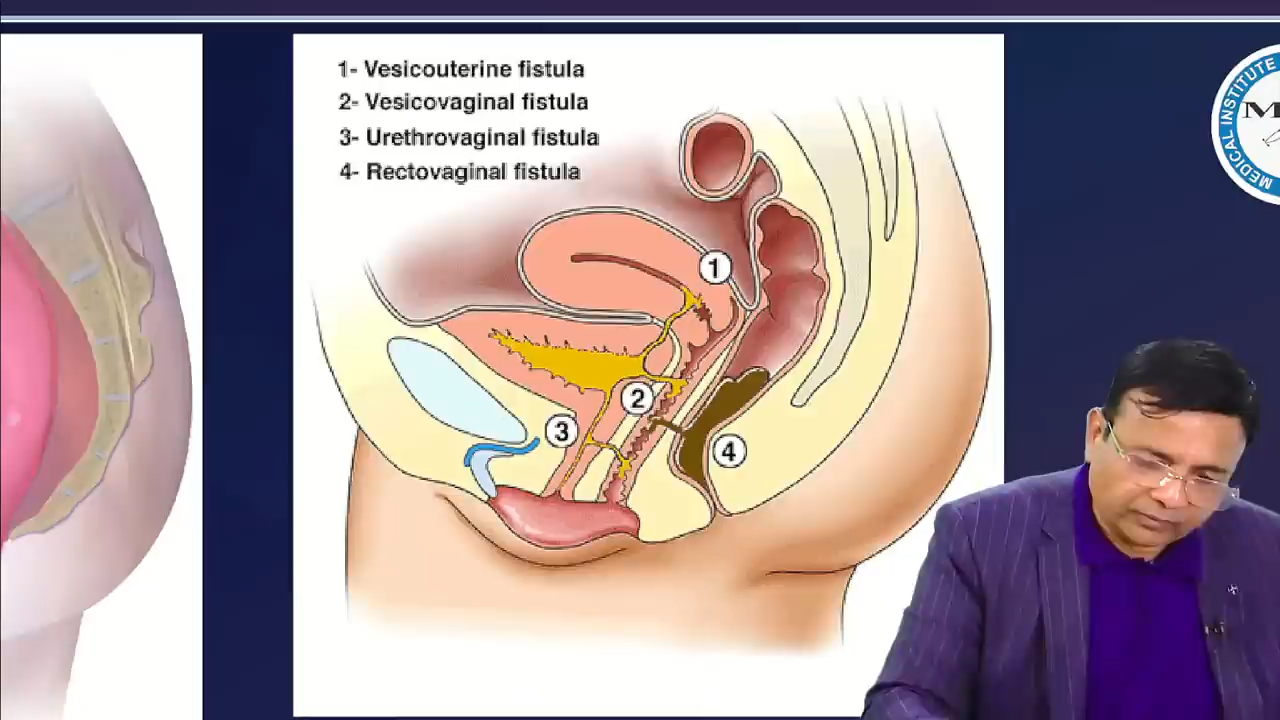 1- Vesicouterine fistula
2- Vesicovaginal fistula
3- Urethrovaginal fistula
4- Rectovaginal fistula
1
2
3
4
MEDICAL INSTITUTE
M